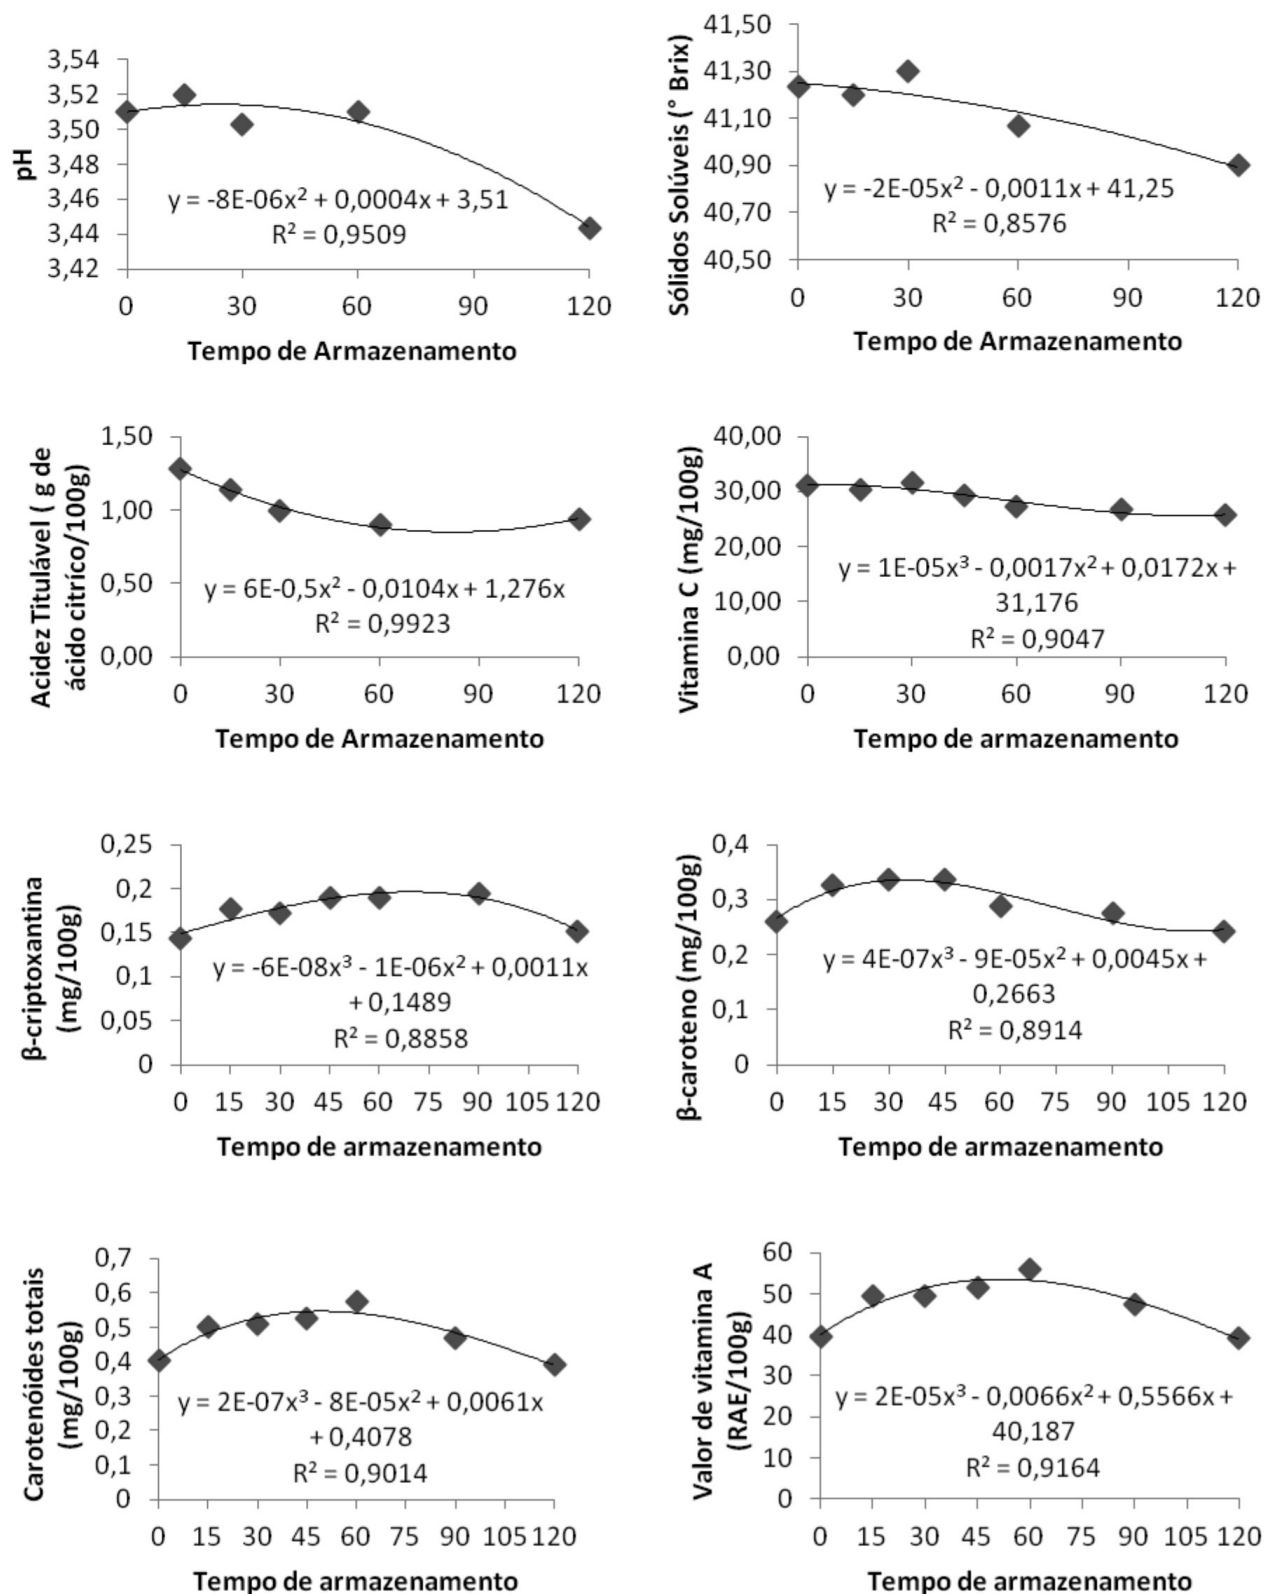 pH
3,54
3,52
3,50
3,48
3,46
3,44
3,42
y = -8E-06x² + 0,0004x + 3,51
R² = 0,9509
0 30 60 90 120
Tempo de Armazenamento
Sólidos Solúveis (° Brix)
41,50
41,30
41,10
40,90
40,70
40,50
y = -2E-05x² - 0,0011x + 41,25
R² = 0,8576
0 30 60 90 120
Tempo de Armazenamento
Acidez Titulável ( g de
ácido citríco/100g)
1,50
1,00
0,50
0,00
y = 6E-0,5x² - 0,0104x + 1,276x
R² = 0,9923
0 30 60 90 120
Tempo de Armazenamento
Vitamina C (mg/100g)
40,00
30,00
20,00
10,00
0,00
y = 1E-05x³ - 0,0017x² + 0,0172x +
31,176
R² = 0,9047
0 30 60 90 120
Tempo de armazenamento
β-criptoxantina
(mg/100g)
0,25
0,2
0,15
0,1
0,05
0
y = -6E-08x³ - 1E-06x² + 0,0011x
+ 0,1489
R² = 0,8858
0 15 30 45 60 75 90 105 120
Tempo de armazenamento
β-caroteno (mg/100g)
0,4
0,3
0,2
0,1
0
y = 4E-07x³ - 9E-05x² + 0,0045x +
0,2663
R² = 0,8914
0 15 30 45 60 75 90 105 120
Tempo de armazenamento
Carotenóides totais
(mg/100g)
0,7
0,6
0,5
0,4
0,3
0,2
0,1
0
y = 2E-07x³ - 8E-05x² + 0,0061x
+ 0,4078
R² = 0,9014
0 15 30 45 60 75 90 105 120
Tempo de armazenamento
Valor de vitamina A
(RAE/100g)
60
50
40
30
20
10
0
y = 2E-05x³ - 0,0066x² + 0,5566x +
40,187
R² = 0,9164
0 15 30 45 60 75 90 105 120
Tempo de armazenamento